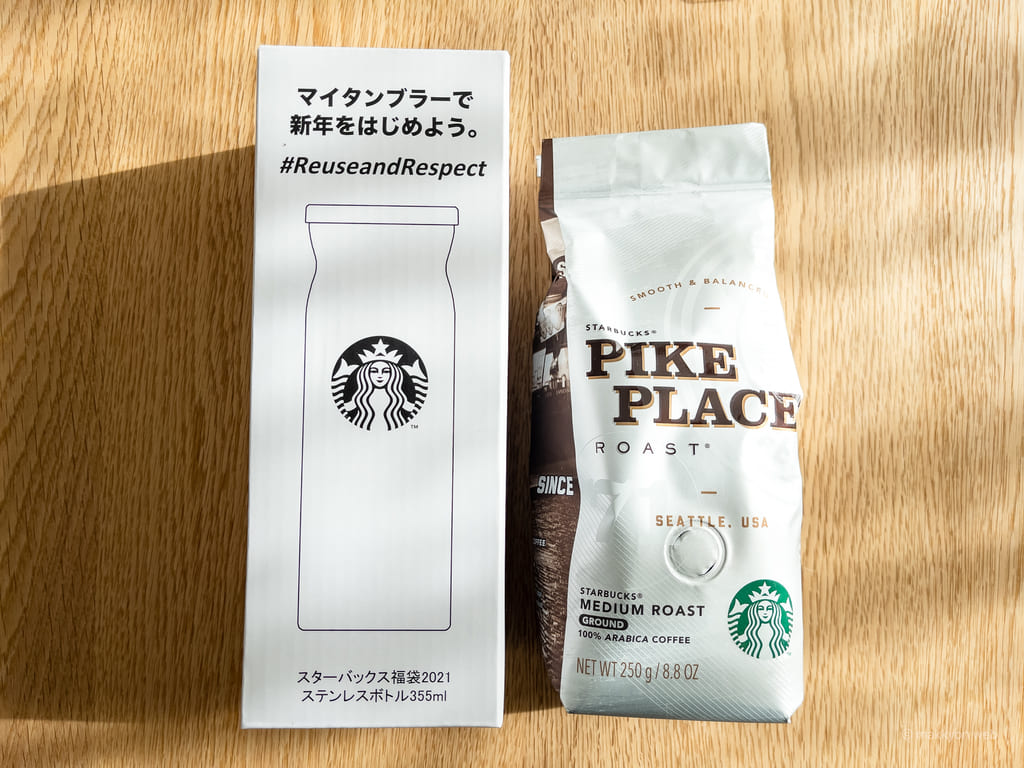 マイタンブラーで
新年をはじめよう。
#ReuseandRespect
TM
スターバックス福袋2021
ステンレスボトル355ml
SMOOTH & BALANCED
STARBUCKS®
PIKE
PLACE
ROAST®
SINCE
SEATTLE. USA
STARBUCKS®
MEDIUM ROAST
GROUND
100% ARABICA COFFEE
NET WT 250 g / 8.8 OZ